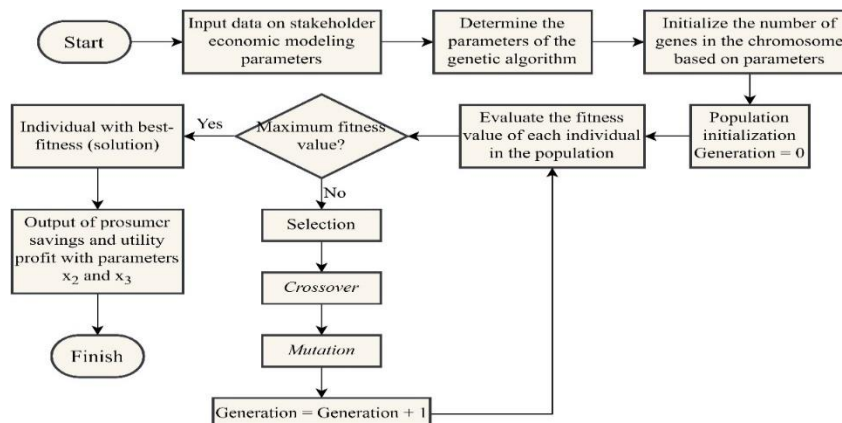 Start
Input data on stakeholder
economic modeling
parameters
Determine the
parameters of the
genetic algorithm
Initialize the number of
genes in the chromosome
based on parameters
Population
initialization
Generation = 0
Evaluate the fitness
value of each individual
in the population
Maximum fitness
value?
Yes
No
Individual with best-
fitness (solution)
Output of prosumer
savings and utility
profit with parameters
x₂ and x₃
Finish
Selection
Crossover
Mutation
Generation = Generation + 1